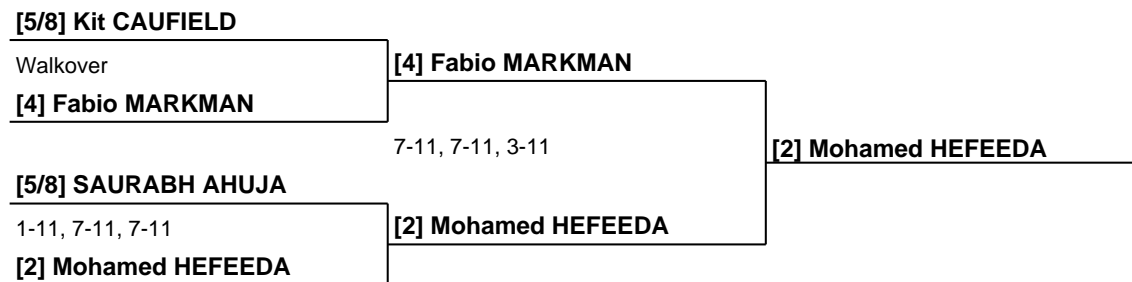 [5/8] Kit CAUFIELD
Walkover
[4] Fabio MARKMAN
[4] Fabio MARKMAN
7-11, 7-11, 3-11
[2] Mohamed HEFEEDA
[5/8] SAURABH AHUJA
1-11, 7-11, 7-11
[2] Mohamed HEFEEDA
[2] Mohamed HEFEEDA